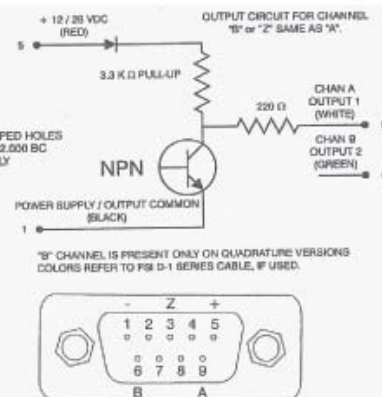 + 12 / 28 VDC
(RED)
OUTPUT CIRCUIT FOR CHANNEL
"B" or "Z" SAME AS "A".
5
3.3 K Ω PULL-UP
220 Ω
CHAN A
OUTPUT 1
(WHITE)
PED HOLES
2.000 BC
LY
NPN
CHAN B
OUTPUT 2
(GREEN)
POWER SUPPLY / OUTPUT COMMON
(BLACK)
1
"B" CHANNEL IS PRESENT ONLY ON QUADRATURE VERSIONS
COLORS REFER TO FSI D-1 SERIES CABLE, IF USED.
- Z +
1 2 3 4 5
6 7 8 9
B A